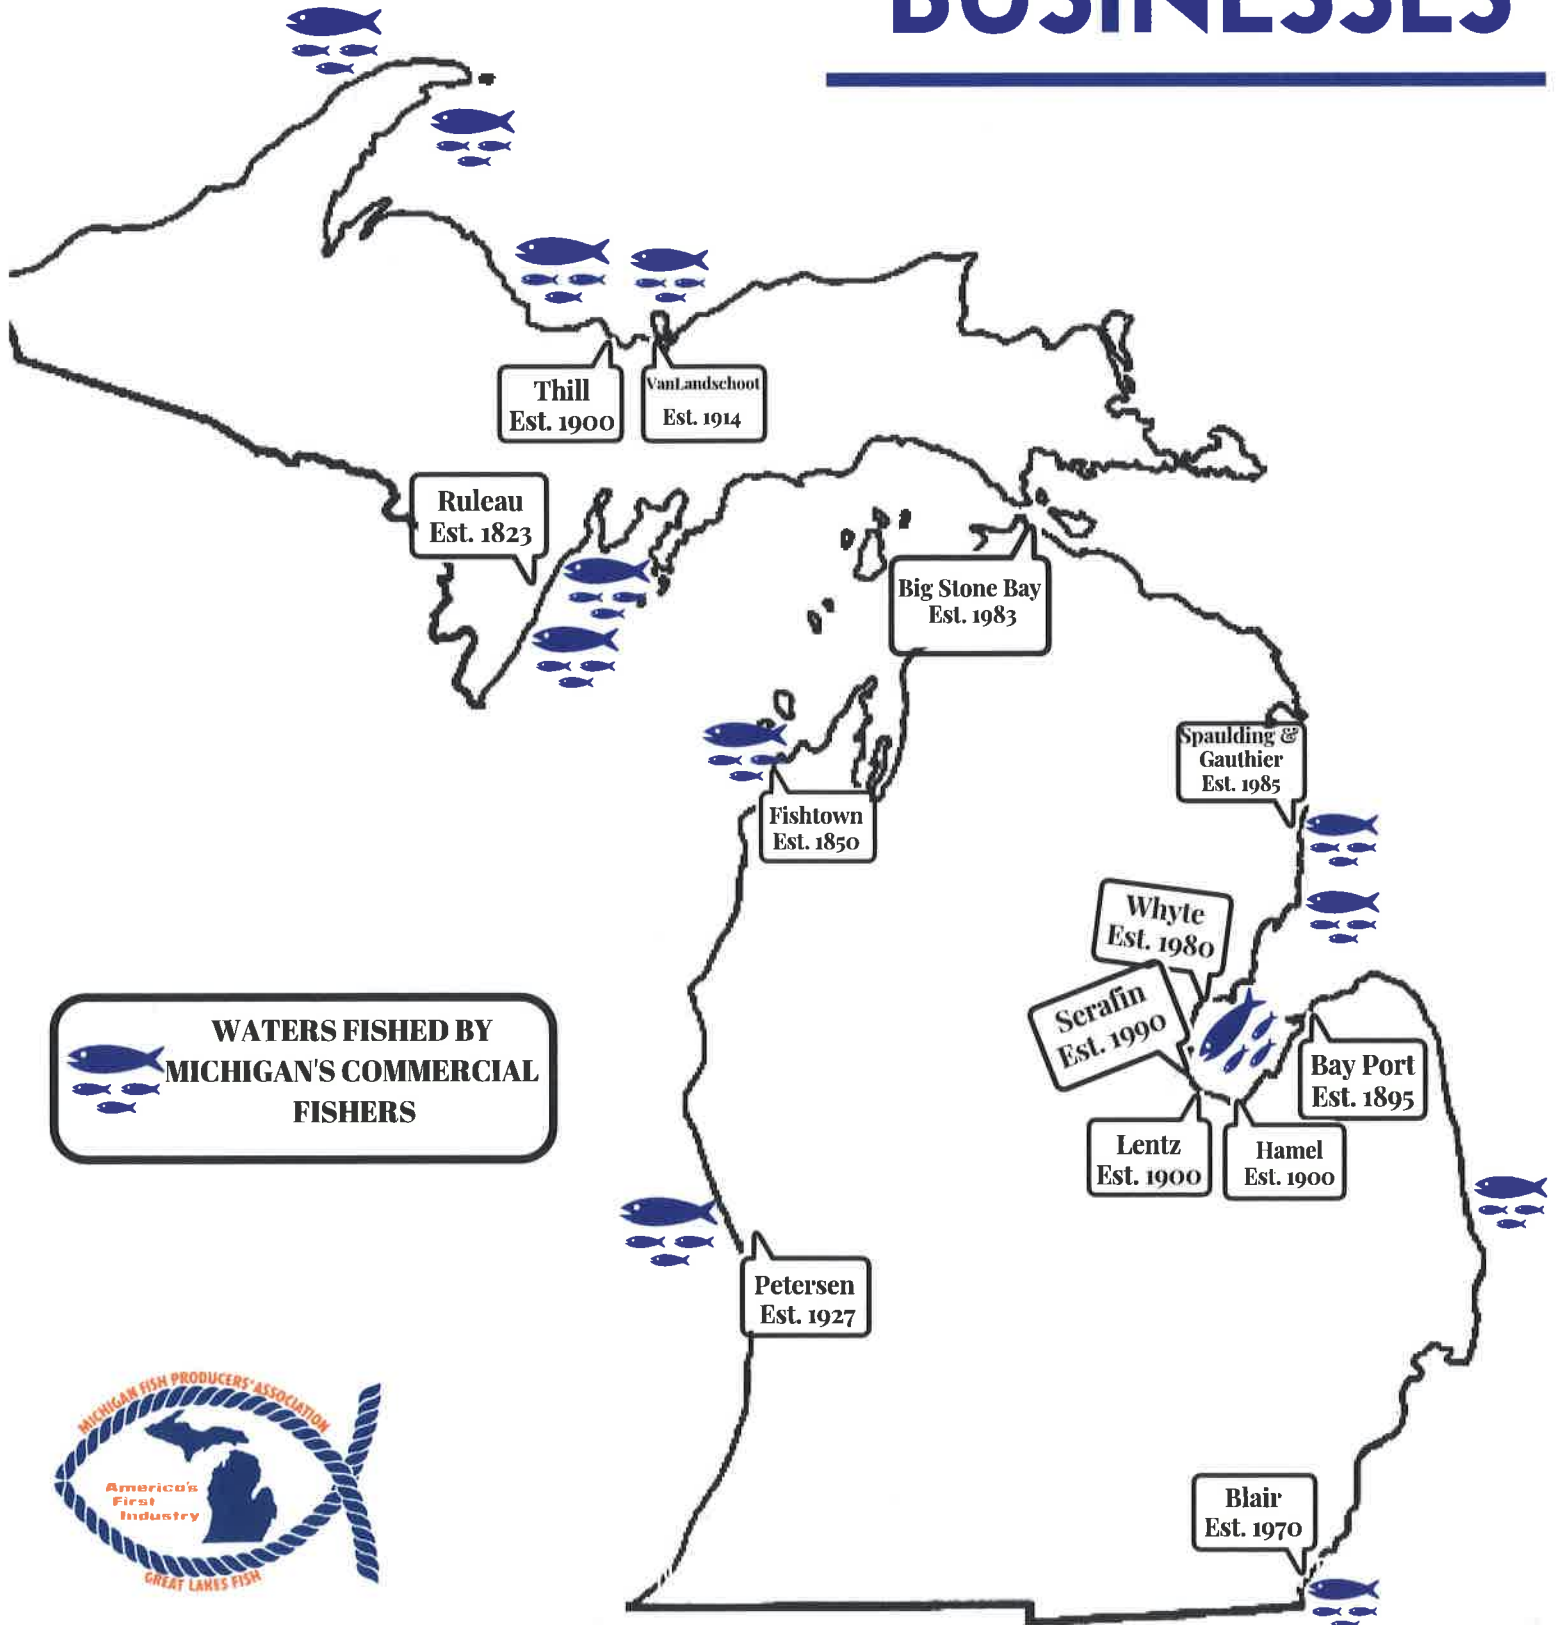 BUSINESSES
Thill
Est. 1900
VanLandschoot
Est. 1914
Ruleau
Est. 1823
Big Stone Bay
Est. 1983
Spaulding &
Gauthier
Est. 1985
Fishtown
Est. 1850
Whyte
Est. 1980
Serafin
Est. 1990
WATERS FISHED BY
MICHIGAN'S COMMERCIAL
FISHERS
Bay Port
Est. 1895
Lentz
Est. 1900
Hamel
Est. 1900
Petersen
Est. 1927
MICHIGAN FISH PRODUCERS' ASSOCIATION
America's
First
Industry
GREAT LAKES FISH
Blair
Est. 1970